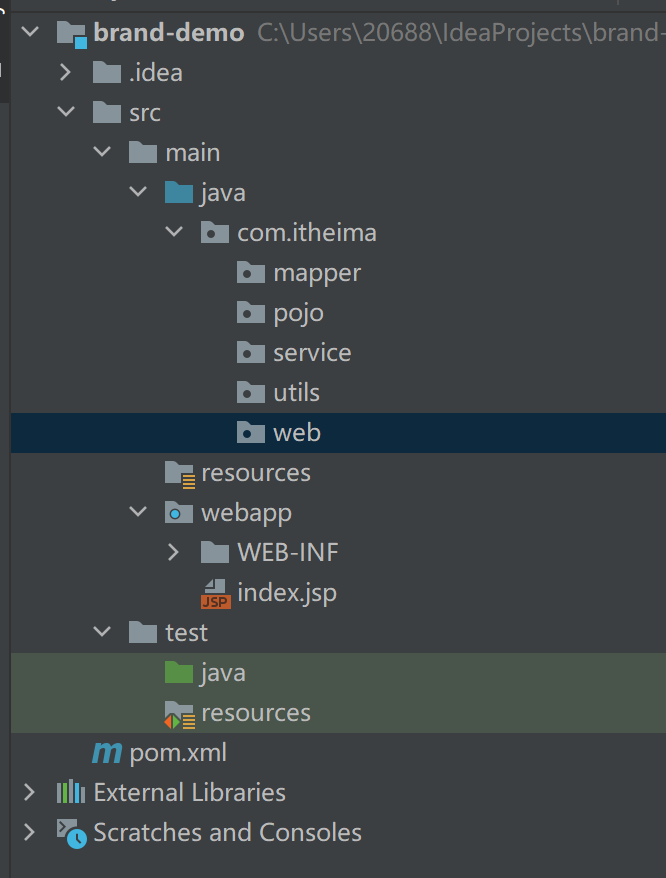 brand-demo C:\Users\20688\IdeaProjects\brand-
.idea
src
main
java
com.itheima
mapper
pojo
service
utils
web
resources
webapp
WEB-INF
JSP index.jsp
test
java
resources
m pom.xml
External Libraries
Scratches and Consoles